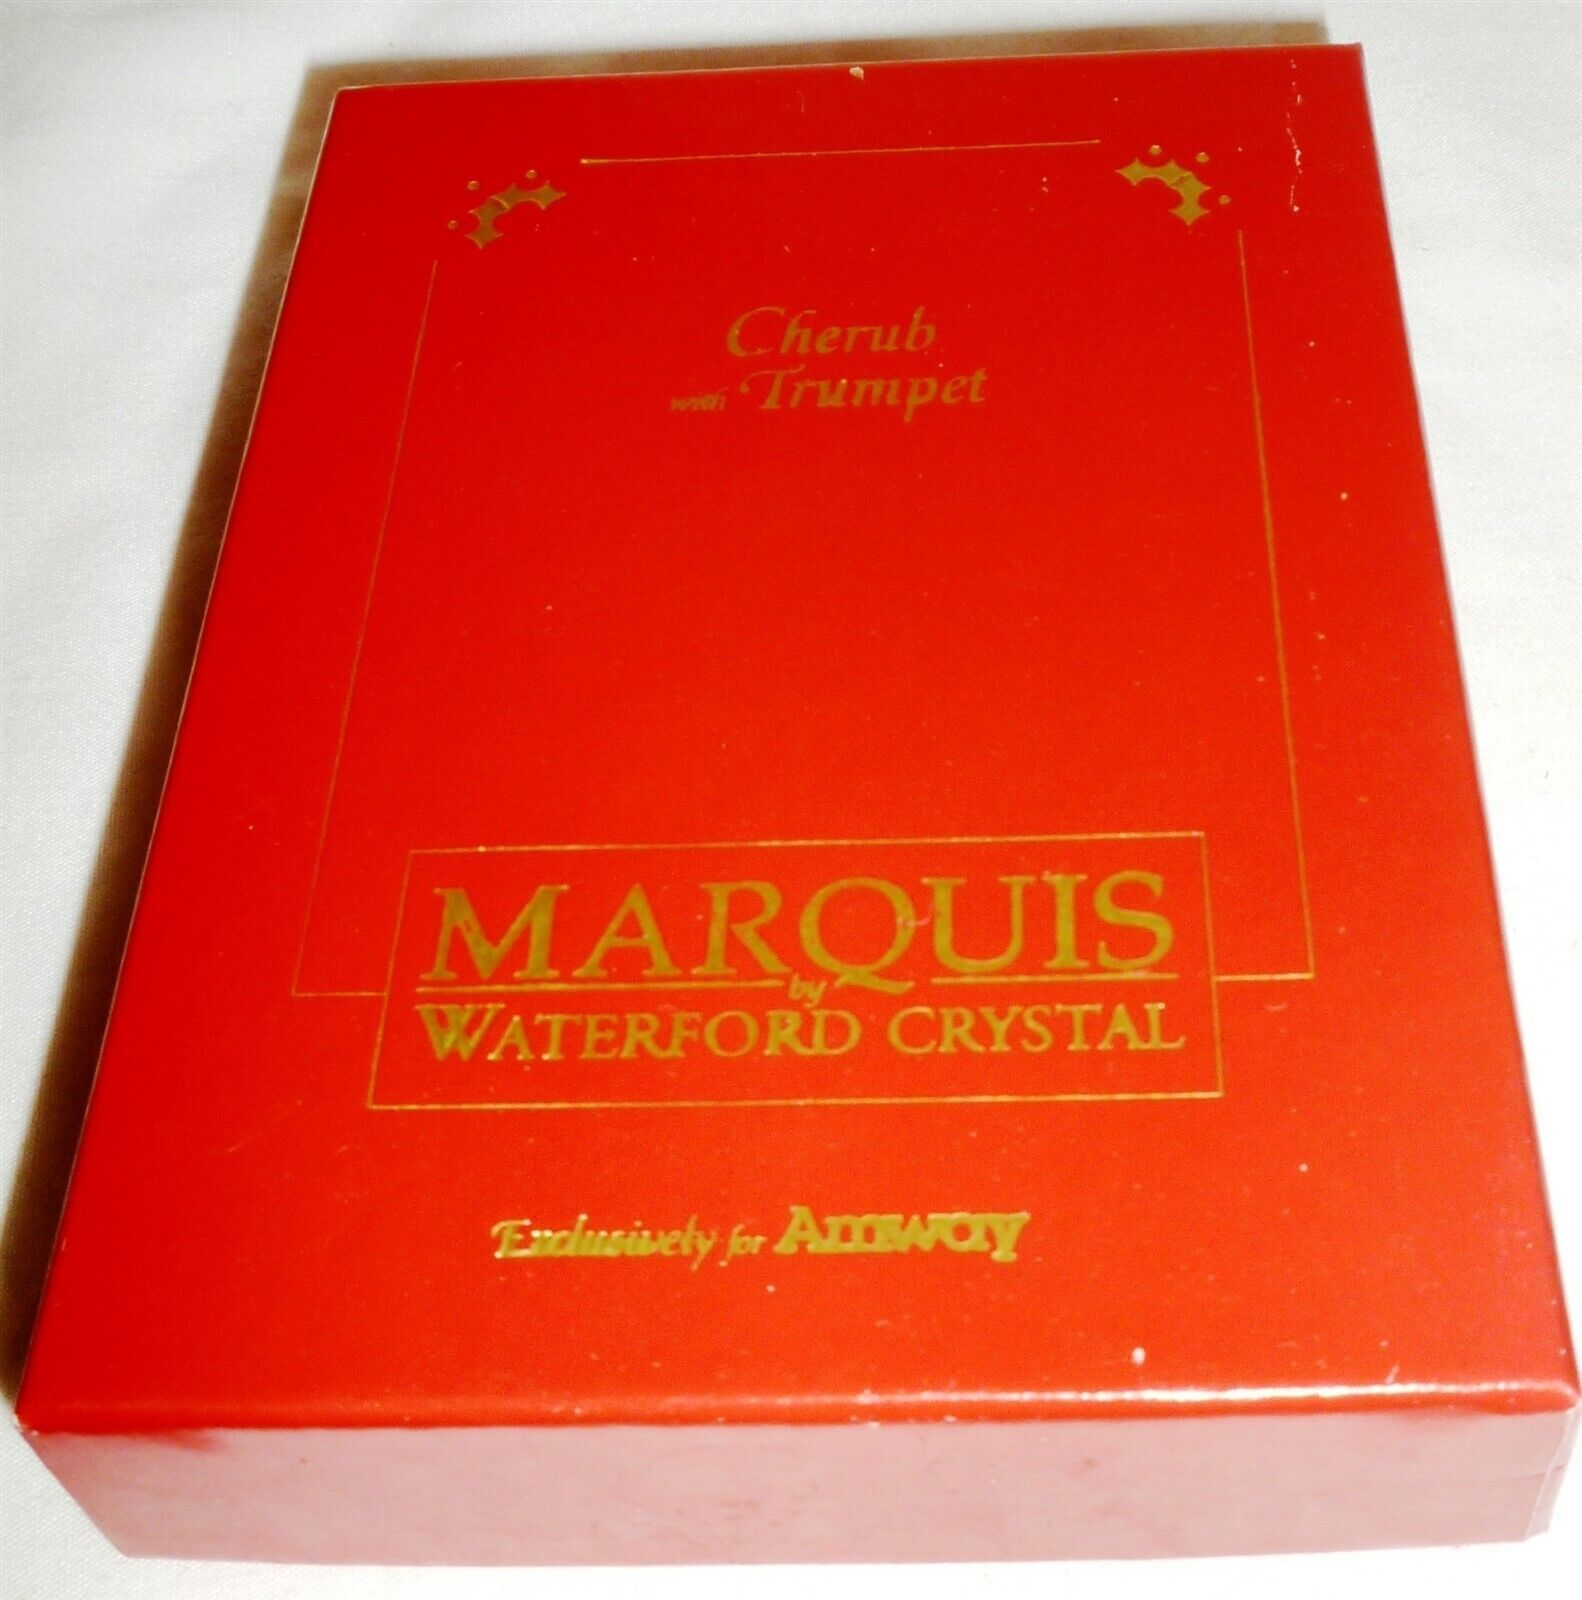 Cherub
with Trumpet
MARQUIS
by
WATERFORD CRYSTAL
Exclusively for Amway